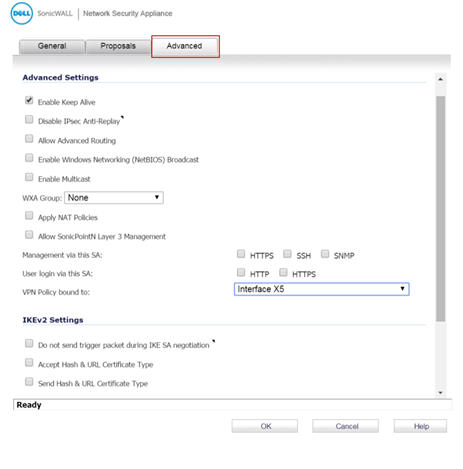 DELL SonicWALL | Network Security Appliance
General Proposals Advanced
Advanced Settings
Enable Keep Alive
Disable IPsec Anti-Replay
Allow Advanced Routing
Enable Windows Networking (NetBIOS) Broadcast
Enable Multicast
WXA Group: None
Apply NAT Policies
Allow SonicPointN Layer 3 Management
Management via this SA: HTTPS SSH SNMP
User login via this SA: HTTP HTTPS
VPN Policy bound to: Interface X5
IKEv2 Settings
Do not send trigger packet during IKE SA negotiation
Accept Hash & URL Certificate Type
Send Hash & URL Certificate Type
Ready
OK Cancel Help